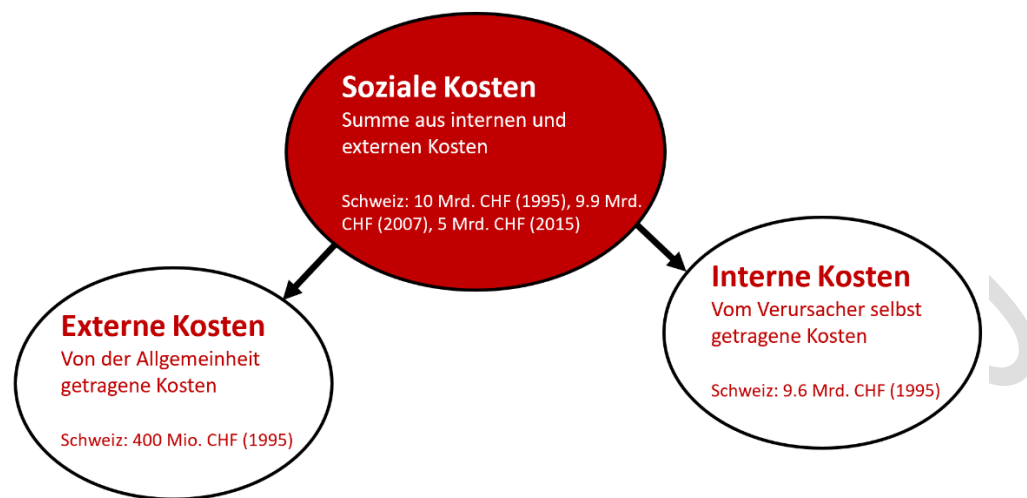 Soziale Kosten
Summe aus internen und
externen Kosten
Schweiz: 10 Mrd. CHF (1995), 9.9 Mrd.
CHF (2007), 5 Mrd. CHF (2015)
Externe Kosten
Von der Allgemeinheit
getragene Kosten
Schweiz: 400 Mio. CHF (1995)
Interne Kosten
Vom Verursacher selbst
getragene Kosten
Schweiz: 9.6 Mrd. CHF (1995)